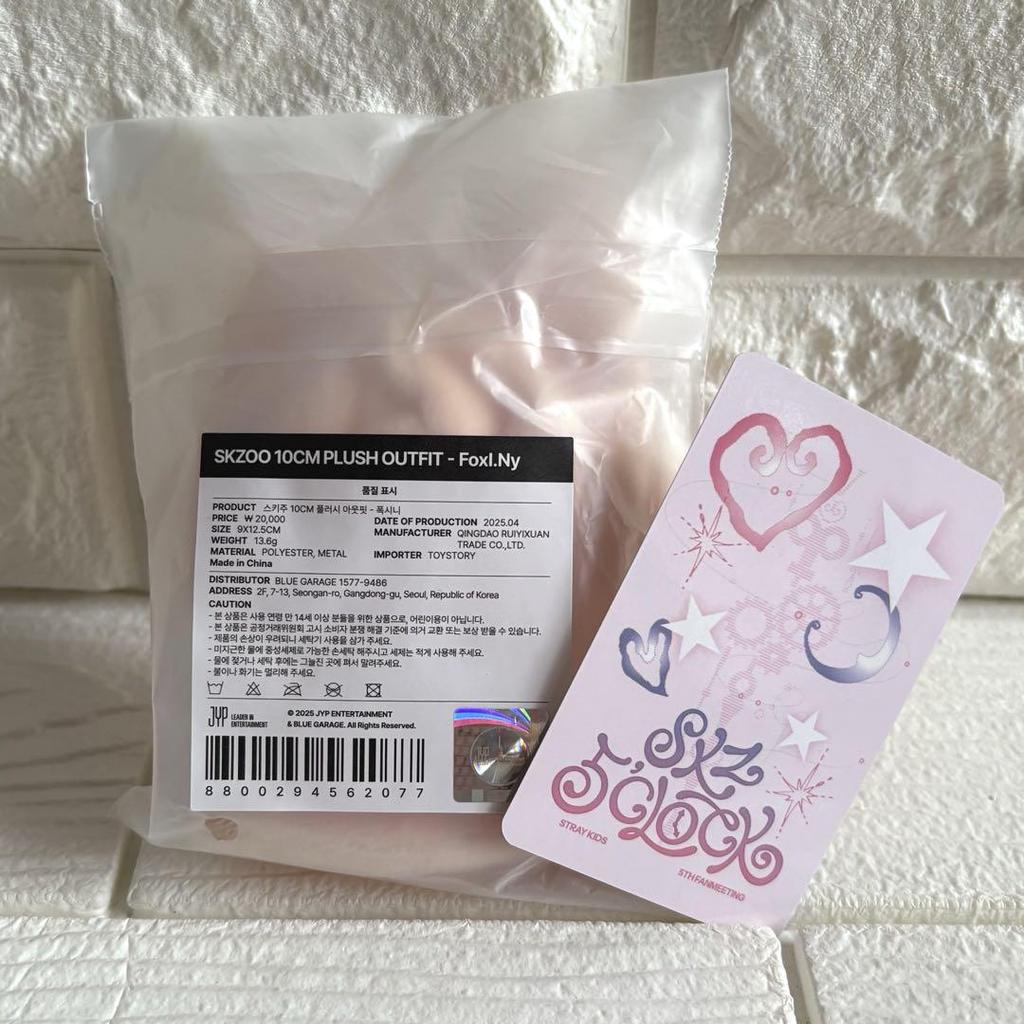 SKZOO 10CM PLUSH OUTFIT - FoxI.Ny
품질 표시
PRODUCT 스키주 10CM 플러시 아웃핏 - 폭시니
PRICE ₩ 20,000
SIZE 9X12.5CM
WEIGHT 13.6g
MATERIAL POLYESTER, METAL
Made in China
DATE OF PRODUCTION 2025.04
MANUFACTURER QINGDAO RUIYIXUAN
TRADE CO.,LTD.
IMPORTER TOYSTORY
DISTRIBUTOR BLUE GARAGE 1577-9486
ADDRESS 2F, 7-13, Seongan-ro, Gangdong-gu, Seoul, Republic of Korea
CAUTION
- 본 상품은 사용 연령 만 14세 이상 분들을 위한 상품으로, 어린이용이 아닙니다.
- 본 상품은 공정거래위원회 고시 소비자 분쟁 해결 기준에 의거 교환 또는 보상 받을 수 있습니다.
- 제품의 손상이 우려되니 세탁기 사용을 삼가 주세요.
- 미지근한 물에 중성세제로 가능한 손세탁 해주시고 세제는 적게 사용해 주세요.
- 물에 젖거나 세탁 후에는 그늘진 곳에 펴서 말려주세요.
- 불이나 화기는 멀리해 주세요.
JYP LEADER IN
ENTERTAINMENT
© 2025 JYP ENTERTAINMENT
& BLUE GARAGE. All Rights Reserved.
8800294562077
SKZ
5'CLOCK
STRAY KIDS
5TH FANMEETING